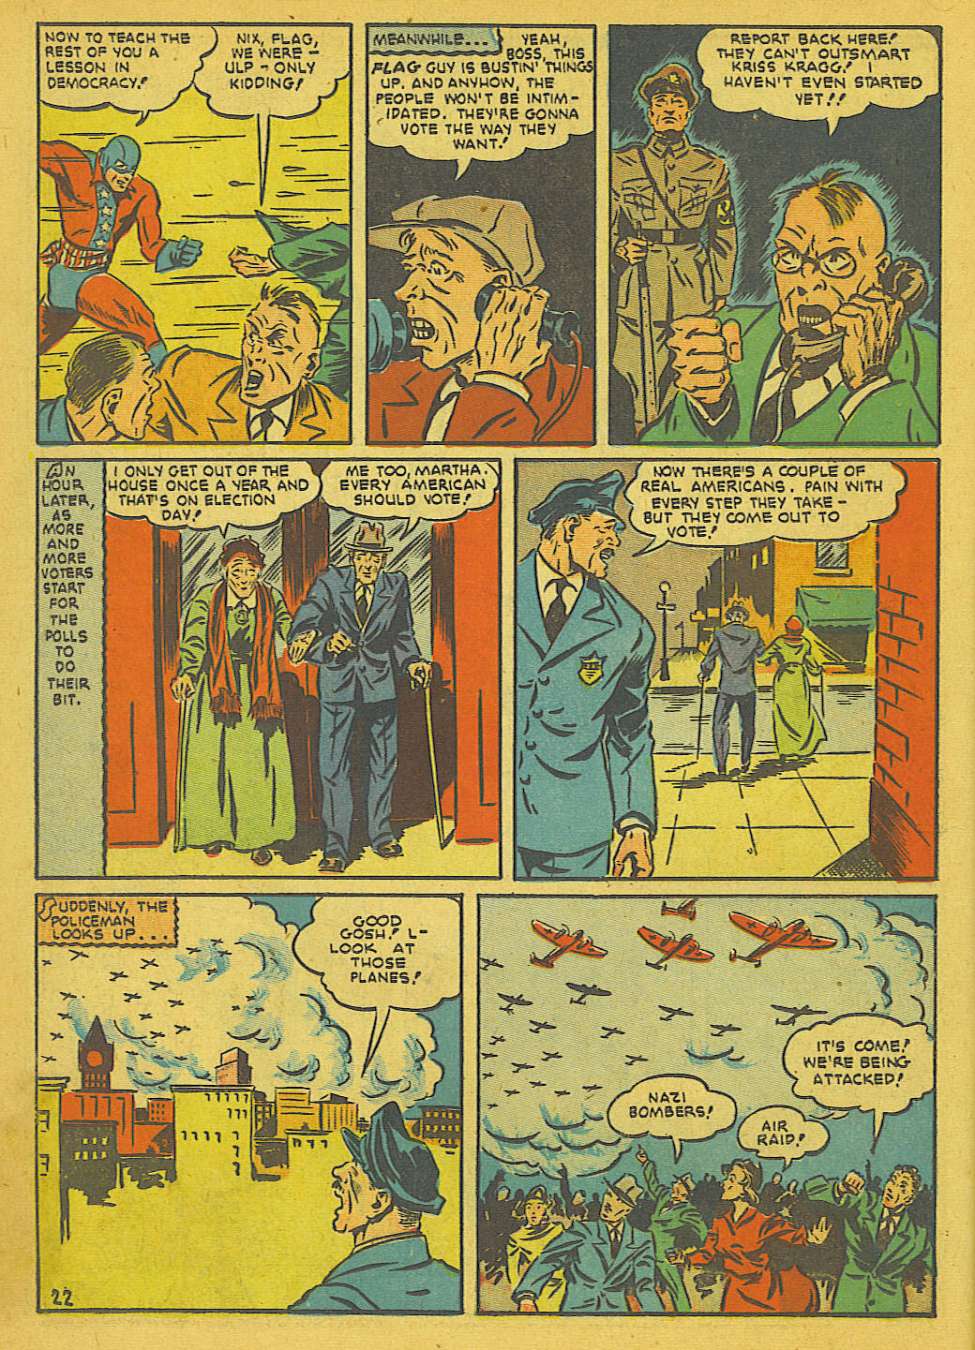 NOW TO TEACH THE
REST OF YOU A
LESSON IN
DEMOCRACY!
NIX, FLAG,
WE WERE -
ULP - ONLY
KIDDING!
MEANWHILE...
YEAH,
BOSS, THIS
FLAG GUY IS BUSTIN' THINGS
UP. AND ANYHOW, THE
PEOPLE WON'T BE INTIM-
IDATED. THEY'RE GONNA
VOTE THE WAY THEY
WANT!
REPORT BACK HERE!
THEY CAN'T OUTSMART
KRISS KRAGG! I
HAVEN'T EVEN STARTED
YET!!
AN
HOUR
LATER,
AS
MORE
AND
MORE
VOTERS
START
FOR
THE
POLLS
TO
DO
THEIR
BIT.
I ONLY GET OUT OF THE
HOUSE ONCE A YEAR AND
THAT'S ON ELECTION
DAY!
ME TOO, MARTHA.
EVERY AMERICAN
SHOULD VOTE!
NOW THERE'S A COUPLE OF
REAL AMERICANS. PAIN WITH
EVERY STEP THEY TAKE -
BUT THEY COME OUT TO
VOTE!
SUDDENLY, THE
POLICEMAN
LOOKS UP...
GOOD
GOSH! L-
LOOK AT
THOSE
PLANES!
NAZI
BOMBERS!
AIR
RAID!
IT'S COME!
WE'RE BEING
ATTACKED!
22